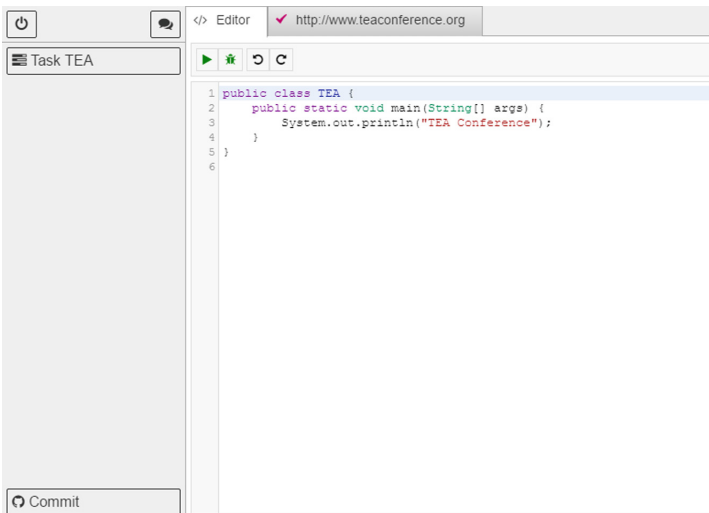 </> Editor
http://www.teaconference.org
Task TEA
1 public class TEA {
2 public static void main(String[] args) {
3 System.out.println("TEA Conference");
4 }
5 }
6
Commit